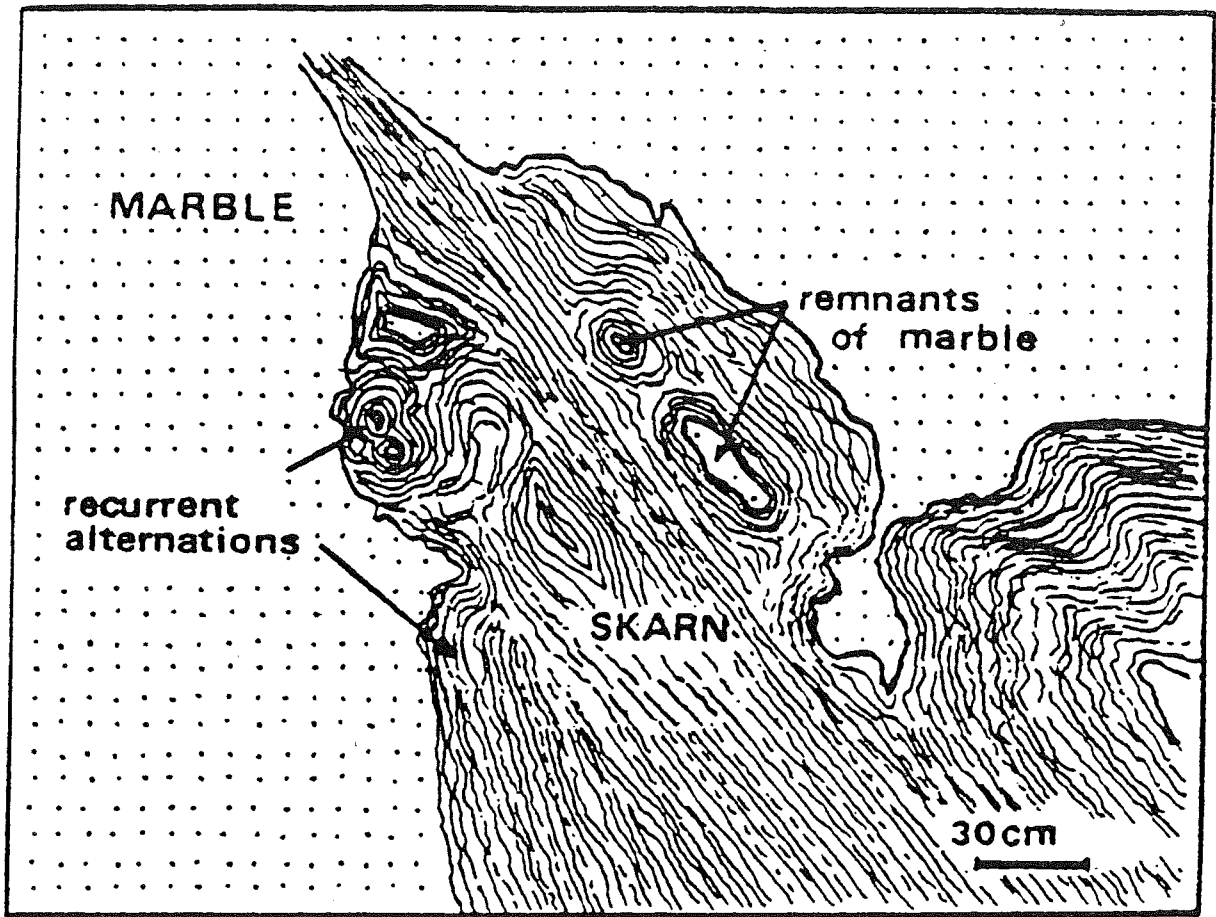 MARBLE
remnants
of marble
recurrent
alternations
SKARN
30cm